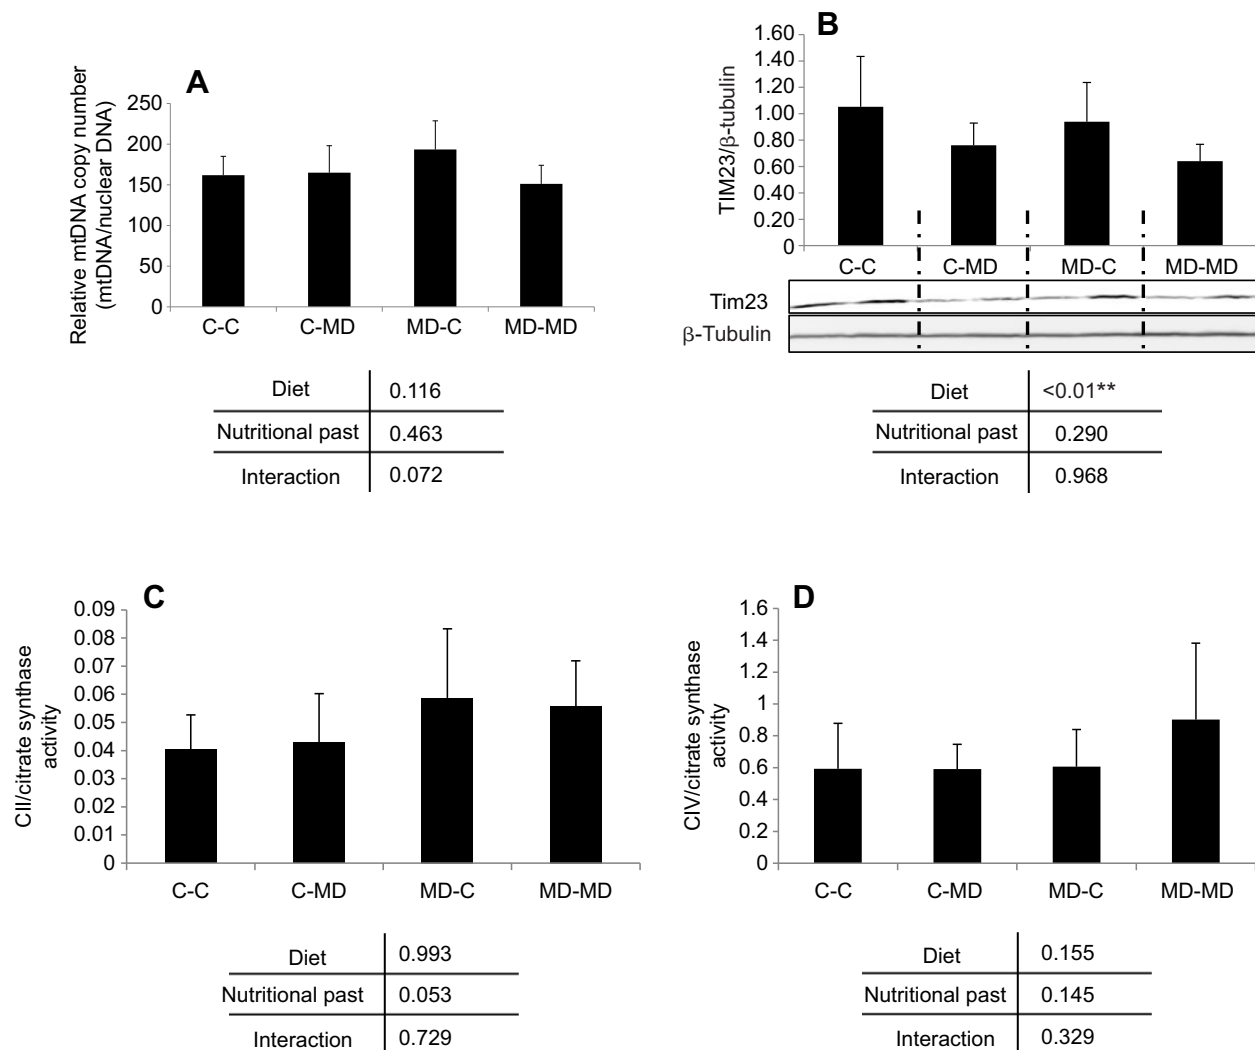 A
Relative mtDNA copy number
(mtDNA/nuclear DNA)
250
200
150
100
50
0
C-C C-MD MD-C MD-MD
Diet 0.116
Nutritional past 0.463
Interaction 0.072
B
TIM23/β-tubulin
1.60
1.40
1.20
1.00
0.80
0.60
0.40
0.20
0
C-C C-MD MD-C MD-MD
Tim23
β-Tubulin
Diet <0.01**
Nutritional past 0.290
Interaction 0.968
C
CII/citrate synthase
activity
0.09
0.08
0.07
0.06
0.05
0.04
0.03
0.02
0.01
0
C-C C-MD MD-C MD-MD
Diet 0.993
Nutritional past 0.053
Interaction 0.729
D
CIV/citrate synthase
activity
1.6
1.4
1.2
1
0.8
0.6
0.4
0.2
0
C-C C-MD MD-C MD-MD
Diet 0.155
Nutritional past 0.145
Interaction 0.329